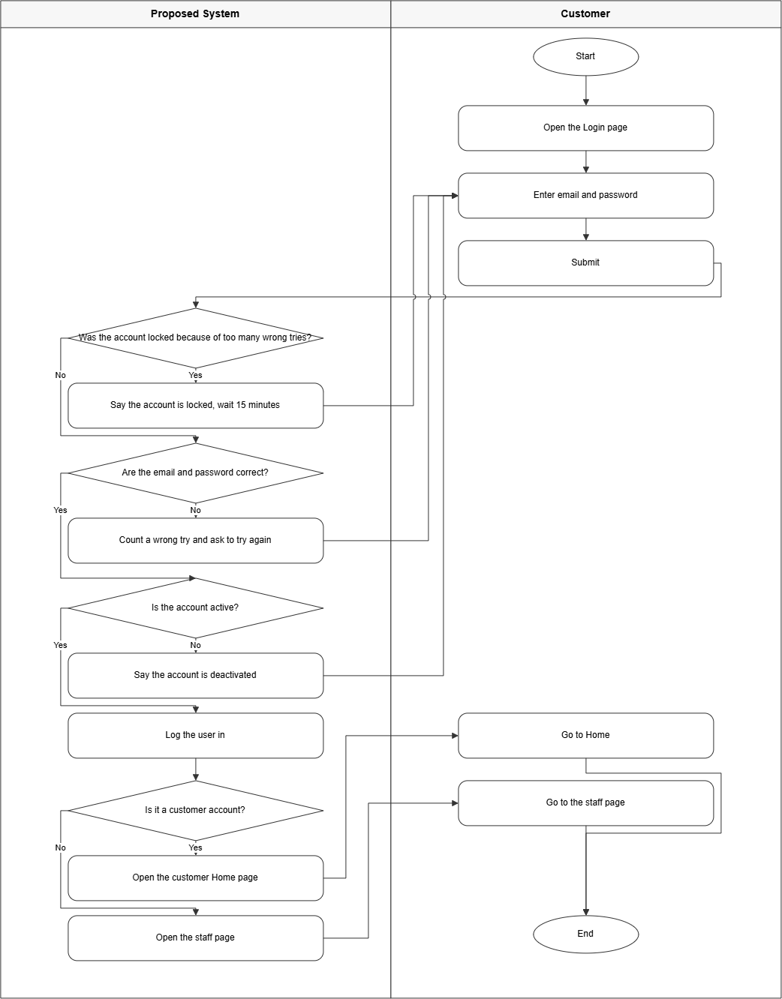 Proposed System
Customer
Start
Open the Login page
Enter email and password
Submit
Was the account locked because of too many wrong tries?
No
Yes
Say the account is locked, wait 15 minutes
Are the email and password correct?
Yes
No
Count a wrong try and ask to try again
Is the account active?
Yes
No
Say the account is deactivated
Log the user in
Go to Home
Go to the staff page
Is it a customer account?
No
Yes
Open the customer Home page
Open the staff page
End